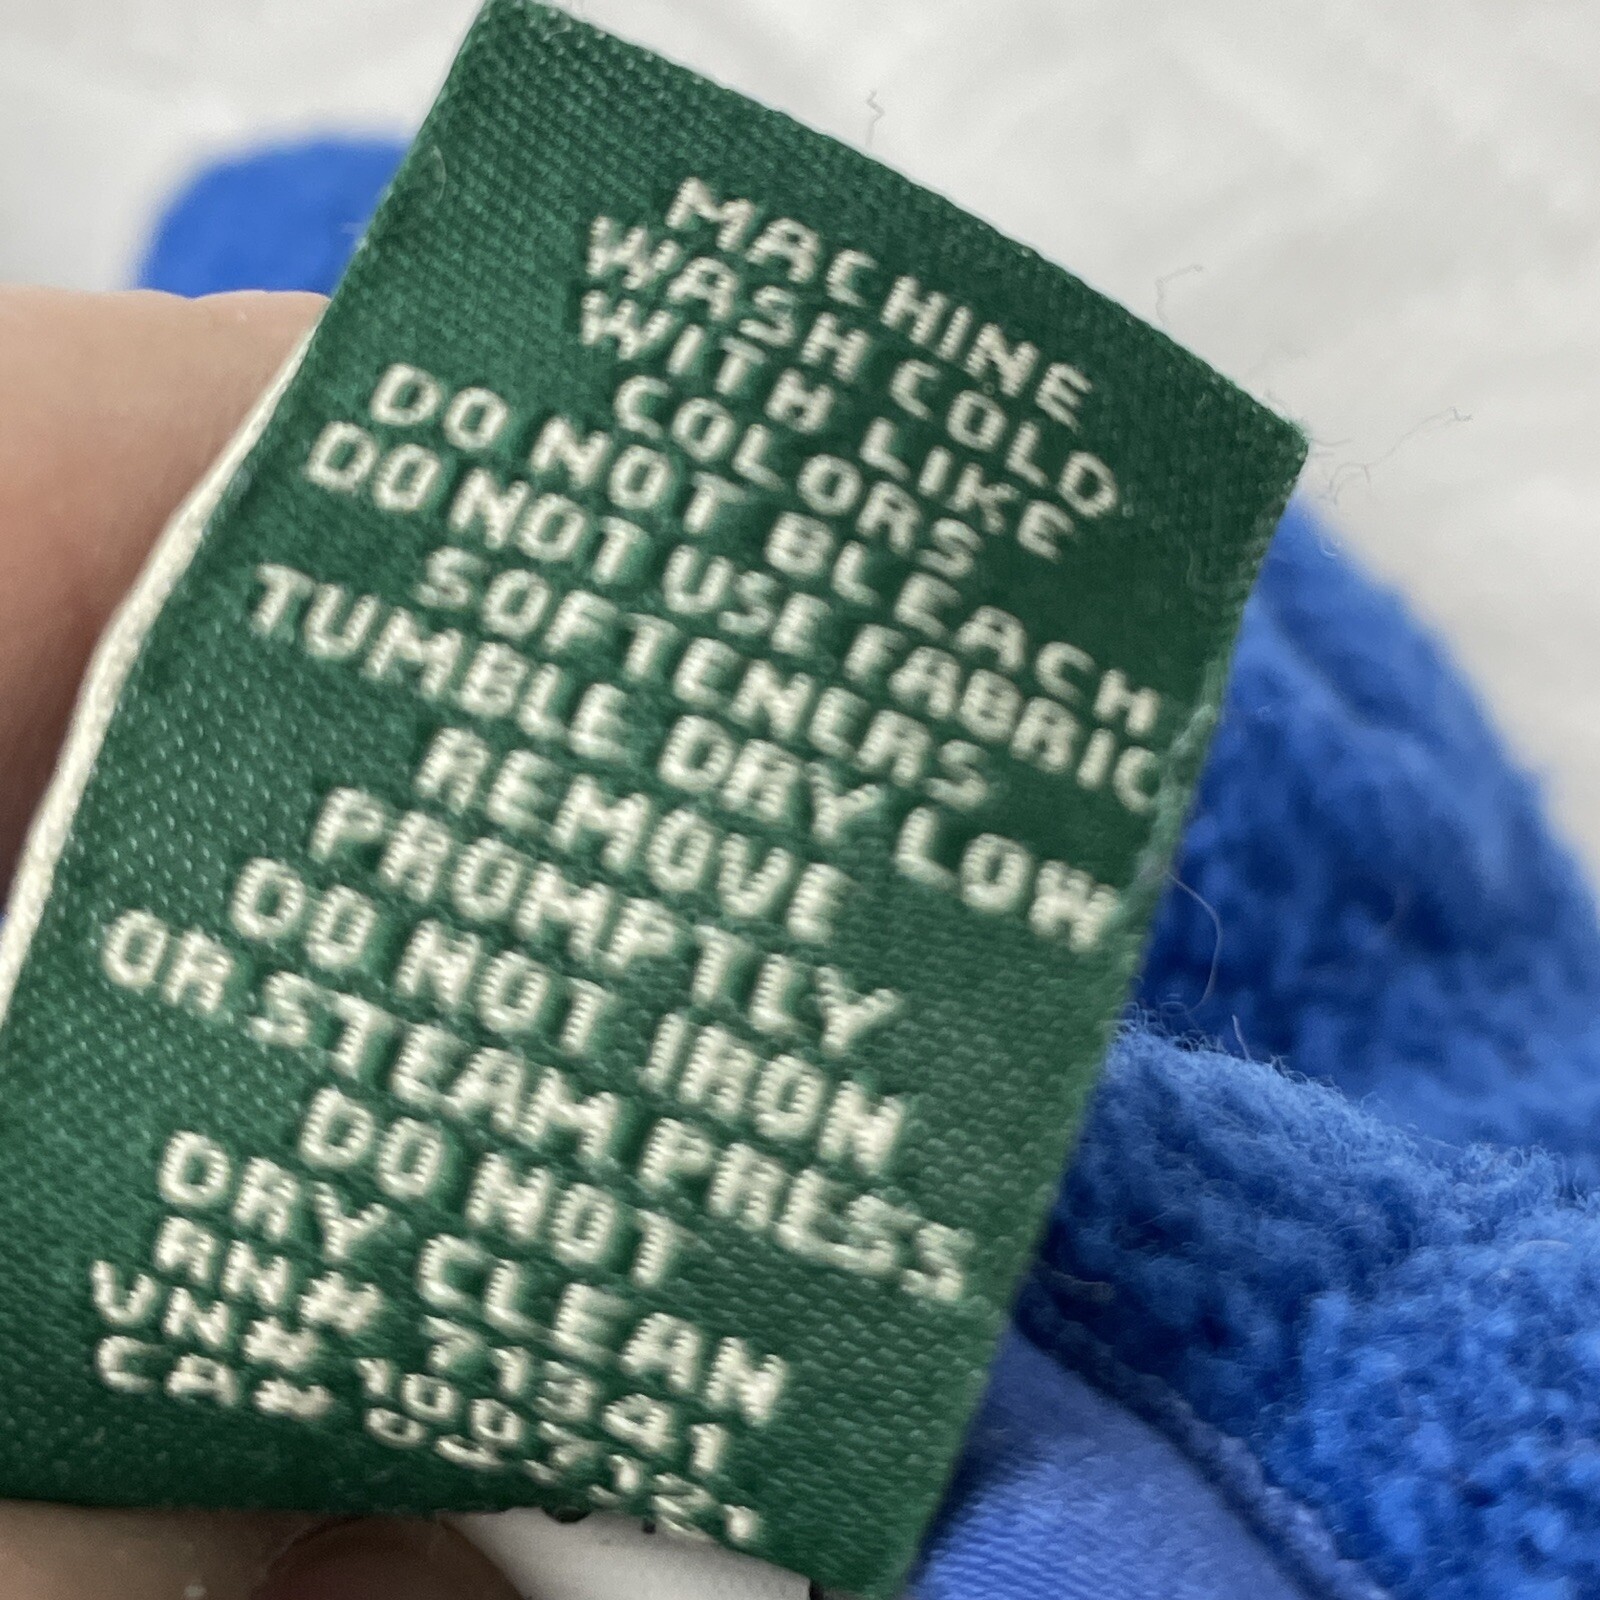 MACHINE
WASH COLD
WITH LIKE
COLORS
DO NOT BLEACH
DO NOT USE FABRIC
SOFTENERS
TUMBLE DRY LOW
REMOVE
PROMPTLY
DO NOT IRON
OR STEAM PRESS
DO NOT
DRY CLEAN
RN# 71341
VN#
CA#